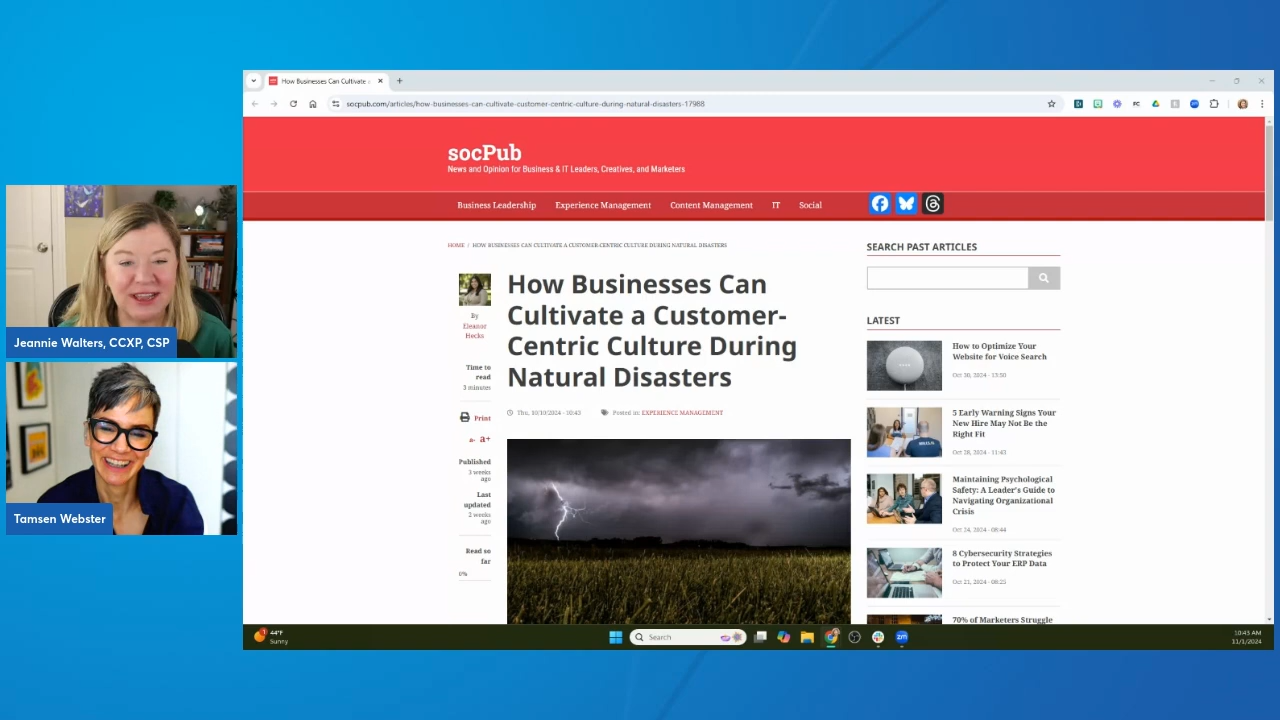 Jeannie Walters, CCXP, CSP
Tamsen Webster
How Businesses Can Cultivate
socpub.com/articles/how-businesses-can-cultivate-customer-centric-culture-during-natural-disasters-17988
socPub
News and Opinion for Business & IT Leaders, Creatives, and Marketers
Business Leadership
Experience Management
Content Management
IT
Social
HOME / HOW BUSINESSES CAN CULTIVATE A CUSTOMER-CENTRIC CULTURE DURING NATURAL DISASTERS
By
Eleanor
Hecks
Time to
read
3 minutes
Print
a- a+
Published
3 weeks
ago
Last
updated
2 weeks
ago
Read so
far
0%
How Businesses Can
Cultivate a Customer-
Centric Culture During
Natural Disasters
Thu, 10/10/2024 - 10:43
Posted in: EXPERIENCE MANAGEMENT
SEARCH PAST ARTICLES
LATEST
How to Optimize Your
Website for Voice Search
Oct 30, 2024 - 13:50
5 Early Warning Signs Your
New Hire May Not Be the
Right Fit
Oct 28, 2024 - 11:43
Maintaining Psychological
Safety: A Leader's Guide to
Navigating Organizational
Crisis
Oct 24, 2024 - 08:44
8 Cybersecurity Strategies
to Protect Your ERP Data
Oct 21, 2024 - 08:25
70% of Marketers Struggle
44°F
Sunny
Search
zm
10:43 AM
11/1/2024